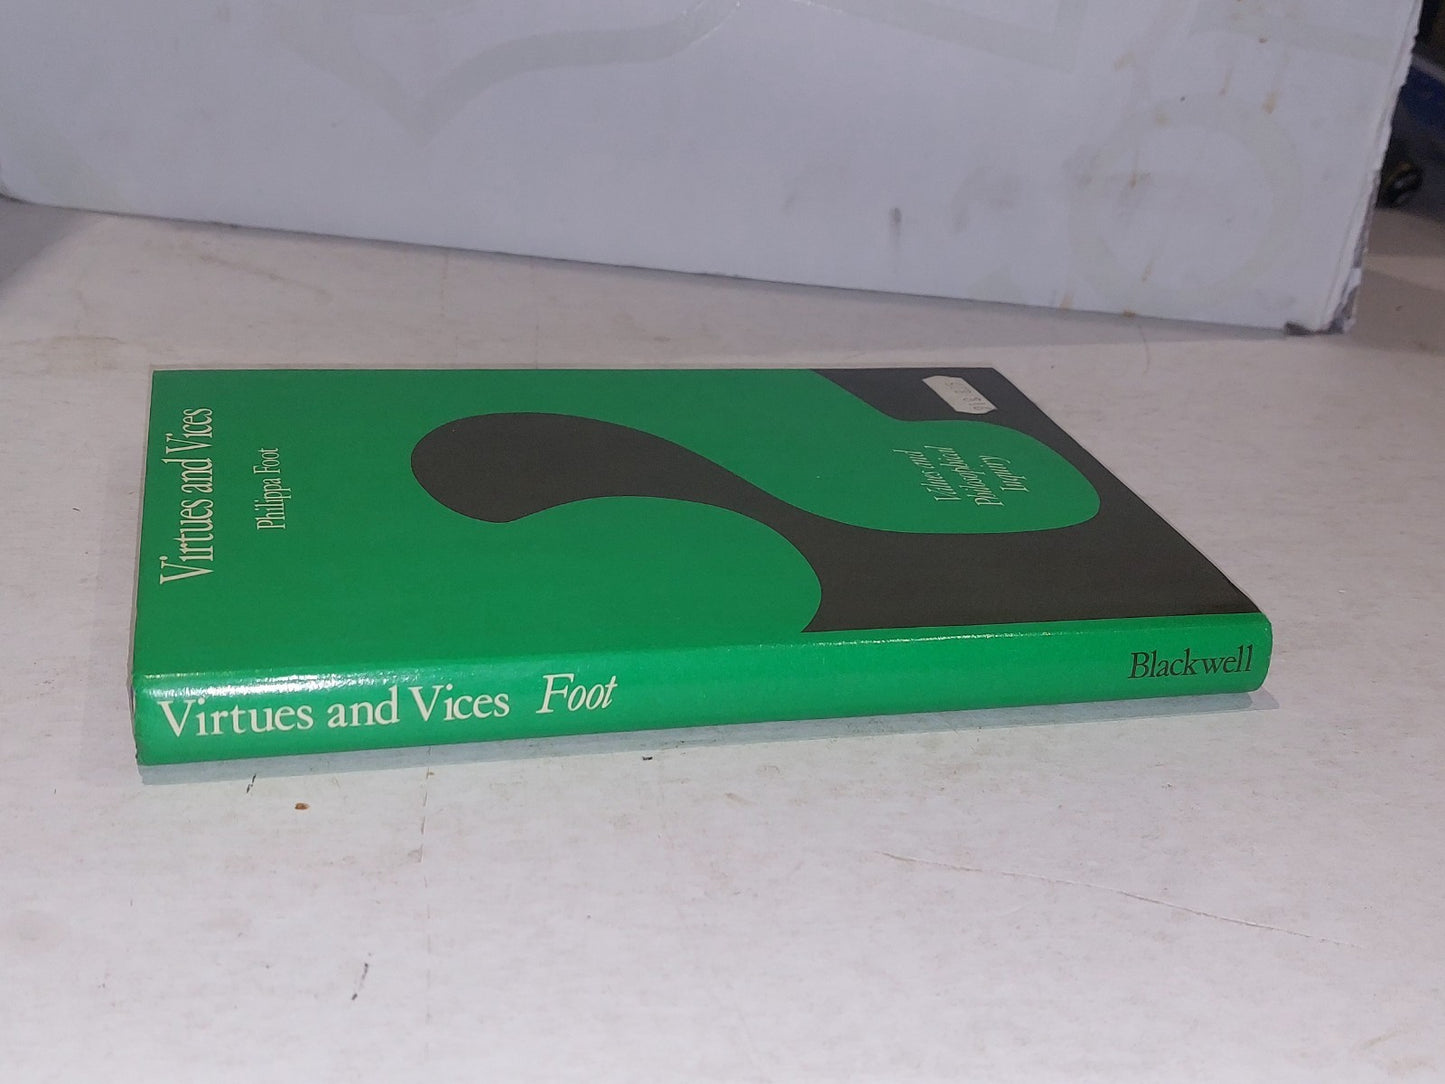 Virtues and Vices
Philippa Foot
Values and
Philosophical
Inquiry
Virtues and Vices Foot
Blackwell